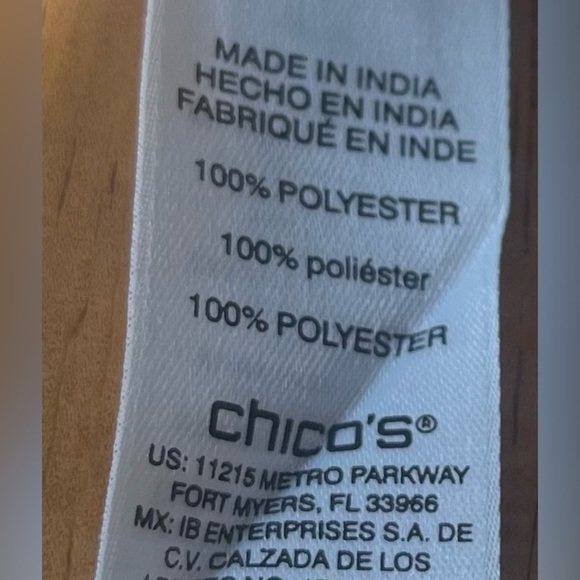 MADE IN INDIA
HECHO EN INDIA
FABRIQUÉ EN INDE
100% POLYESTER
100% poliéster
100% POLYESTER
chico's®
US: 11215 METRO PARKWAY
FORT MYERS, FL 33966
MX: IB ENTERPRISES S.A. DE
C.V. CALZADA DE LOS